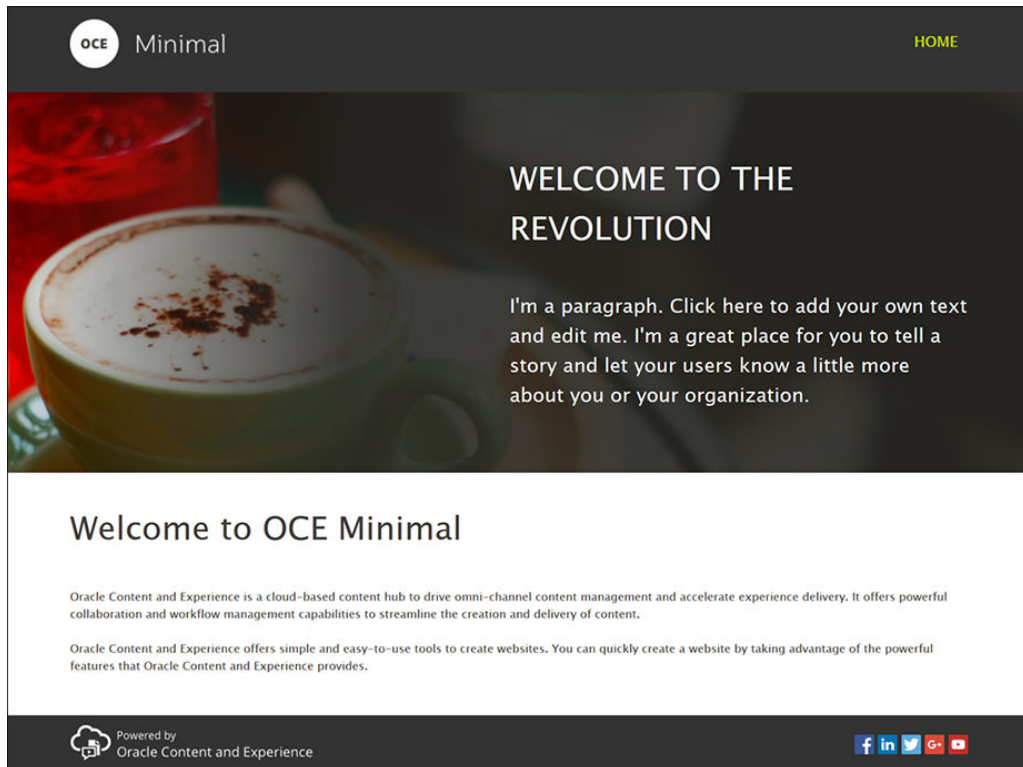 OCE Minimal
HOME
WELCOME TO THE
REVOLUTION
I'm a paragraph. Click here to add your own text
and edit me. I'm a great place for you to tell a
story and let your users know a little more
about you or your organization.
Welcome to OCE Minimal
Oracle Content and Experience is a cloud-based content hub to drive omni-channel content management and accelerate experience delivery. It offers powerful
collaboration and workflow management capabilities to streamline the creation and delivery of content.
Oracle Content and Experience offers simple and easy-to-use tools to create websites. You can quickly create a website by taking advantage of the powerful
features that Oracle Content and Experience provides.
Powered by
Oracle Content and Experience
f in G+